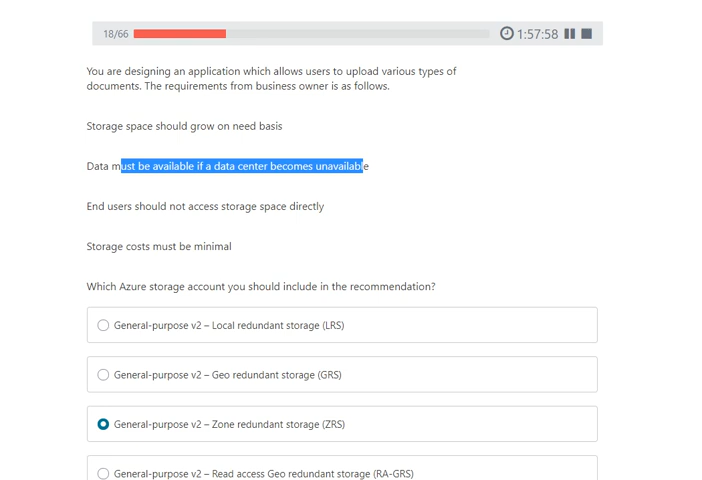 18/66
1:57:58
You are designing an application which allows users to upload various types of
documents. The requirements from business owner is as follows.
Storage space should grow on need basis
Data must be available if a data center becomes unavailable
End users should not access storage space directly
Storage costs must be minimal
Which Azure storage account you should include in the recommendation?
General-purpose v2 – Local redundant storage (LRS)
General-purpose v2 – Geo redundant storage (GRS)
General-purpose v2 – Zone redundant storage (ZRS)
General-purpose v2 – Read access Geo redundant storage (RA-GRS)